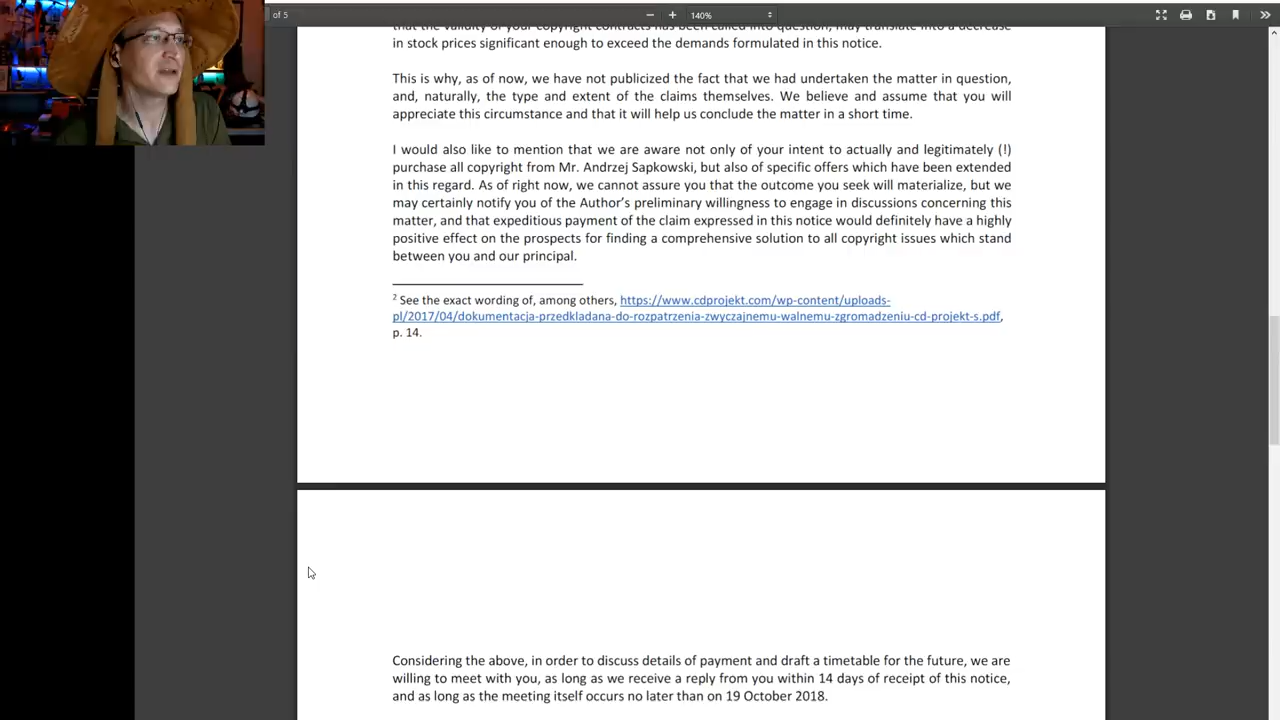 of 5
140%
that the validity of your copyright contracts has been called into question, may translate into a decrease
in stock prices significant enough to exceed the demands formulated in this notice.
This is why, as of now, we have not publicized the fact that we had undertaken the matter in question,
and, naturally, the type and extent of the claims themselves. We believe and assume that you will
appreciate this circumstance and that it will help us conclude the matter in a short time.
I would also like to mention that we are aware not only of your intent to actually and legitimately (!)
purchase all copyright from Mr. Andrzej Sapkowski, but also of specific offers which have been extended
in this regard. As of right now, we cannot assure you that the outcome you seek will materialize, but we
may certainly notify you of the Author's preliminary willingness to engage in discussions concerning this
matter, and that expeditious payment of the claim expressed in this notice would definitely have a highly
positive effect on the prospects for finding a comprehensive solution to all copyright issues which stand
between you and our principal.
2 See the exact wording of, among others, https://www.cdprojekt.com/wp-content/uploads-
pl/2017/04/dokumentacja-przedkladana-do-rozpatrzenia-zwyczajnemu-walnemu-zgromadzeniu-cd-projekt-s.pdf,
p. 14.
Considering the above, in order to discuss details of payment and draft a timetable for the future, we are
willing to meet with you, as long as we receive a reply from you within 14 days of receipt of this notice,
and as long as the meeting itself occurs no later than on 19 October 2018.